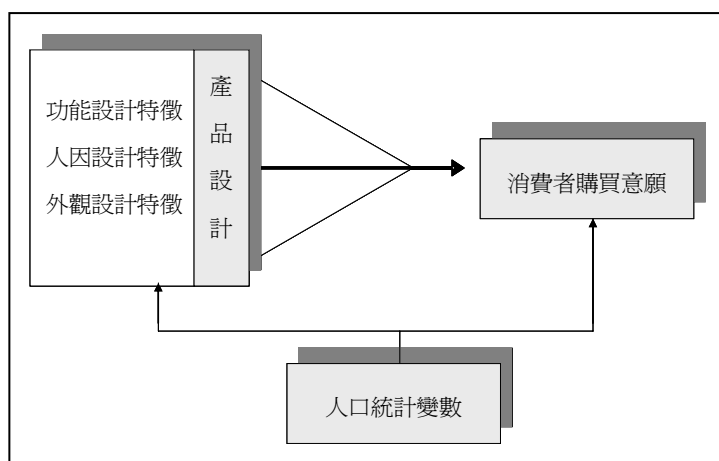 功能設計特徵
人因設計特徵
外觀設計特徵
產品設計
消費者購買意願
人口統計變數